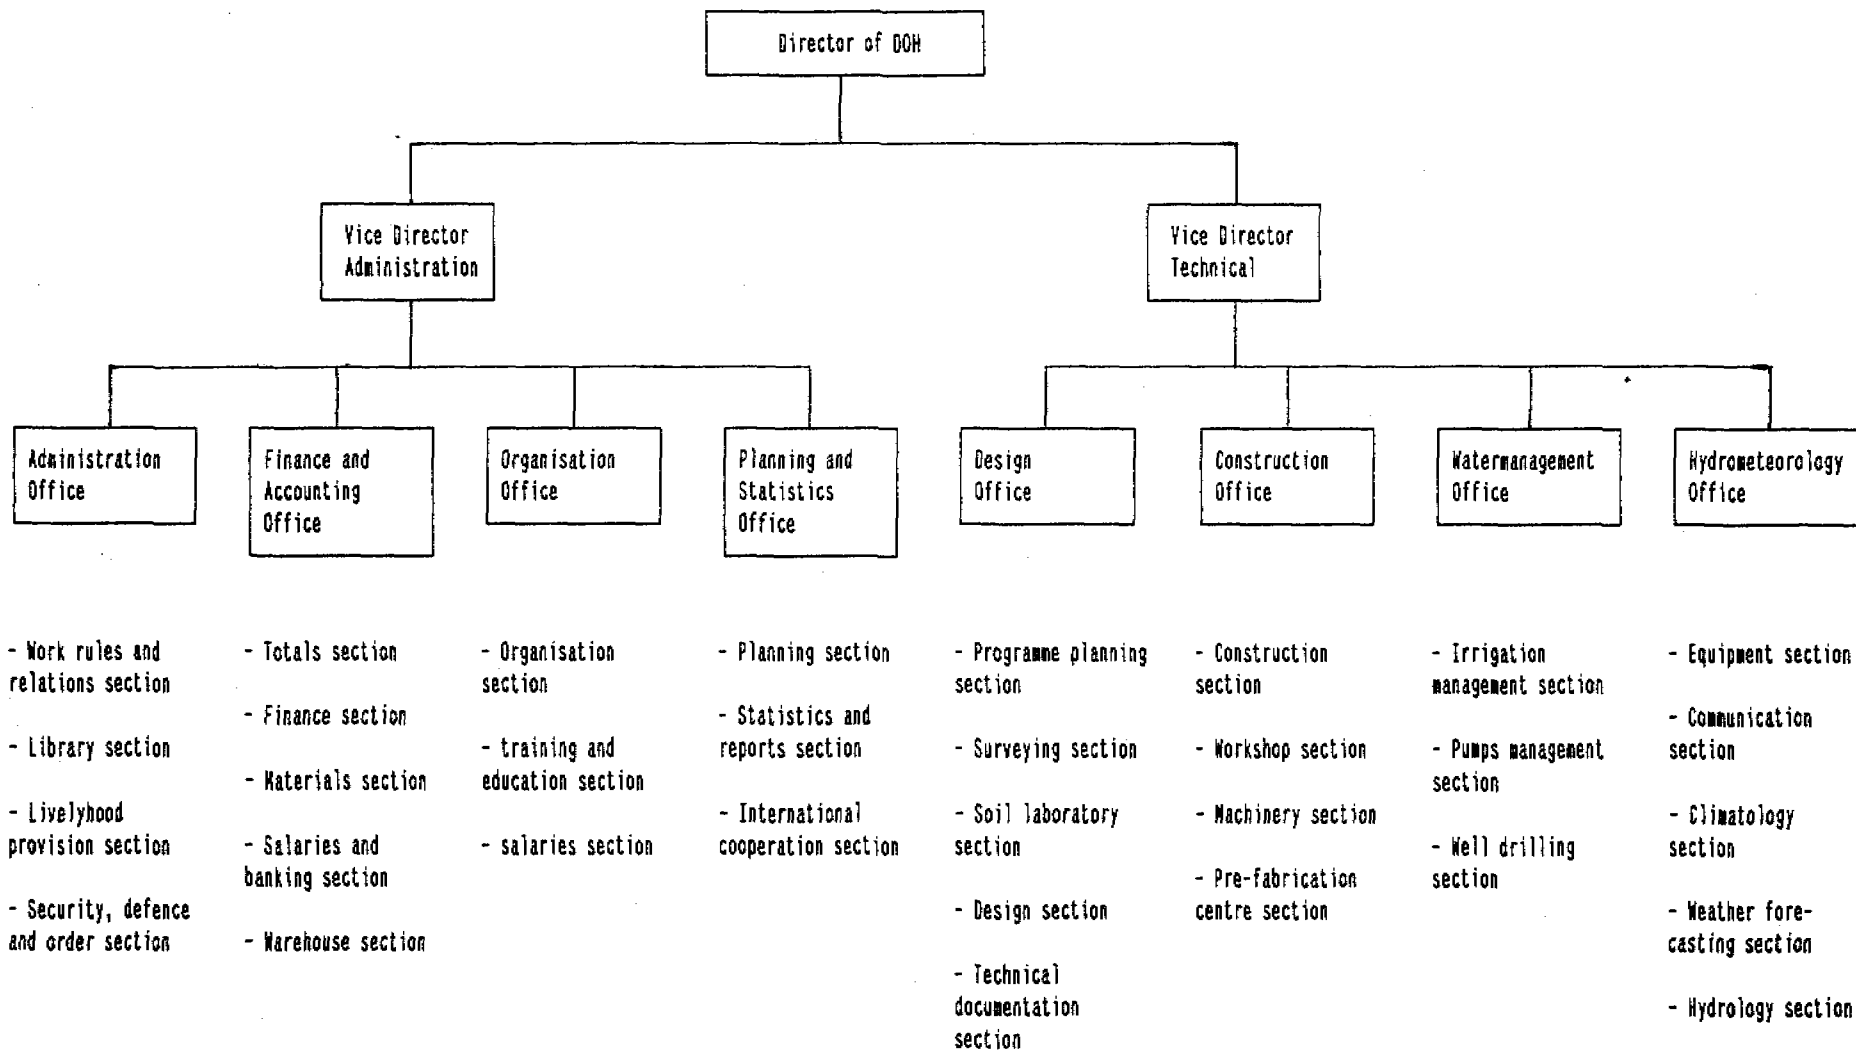 Director of DOH
Vice Director
Administration
Vice Director
Technical
Administration
Office
Finance and
Accounting
Office
Organisation
Office
Planning and
Statistics
Office
Design
Office
Construction
Office
Watermanagement
Office
Hydrometeorology
Office
- Work rules and
relations section
- Library section
- Livelyhood
provision section
- Security, defence
and order section
- Totals section
- Finance section
- Materials section
- Salaries and
banking section
- Warehouse section
- Organisation
section
- training and
education section
- salaries section
- Planning section
- Statistics and
reports section
- International
cooperation section
- Programme planning
section
- Surveying section
- Soil laboratory
section
- Design section
- Technical
documentation
section
- Construction
section
- Workshop section
- Machinery section
- Pre-fabrication
centre section
- Irrigation
management section
- Pumps management
section
- Well drilling
section
- Equipment section
- Communication
section
- Climatology
section
- Weather fore-
casting section
- Hydrology section